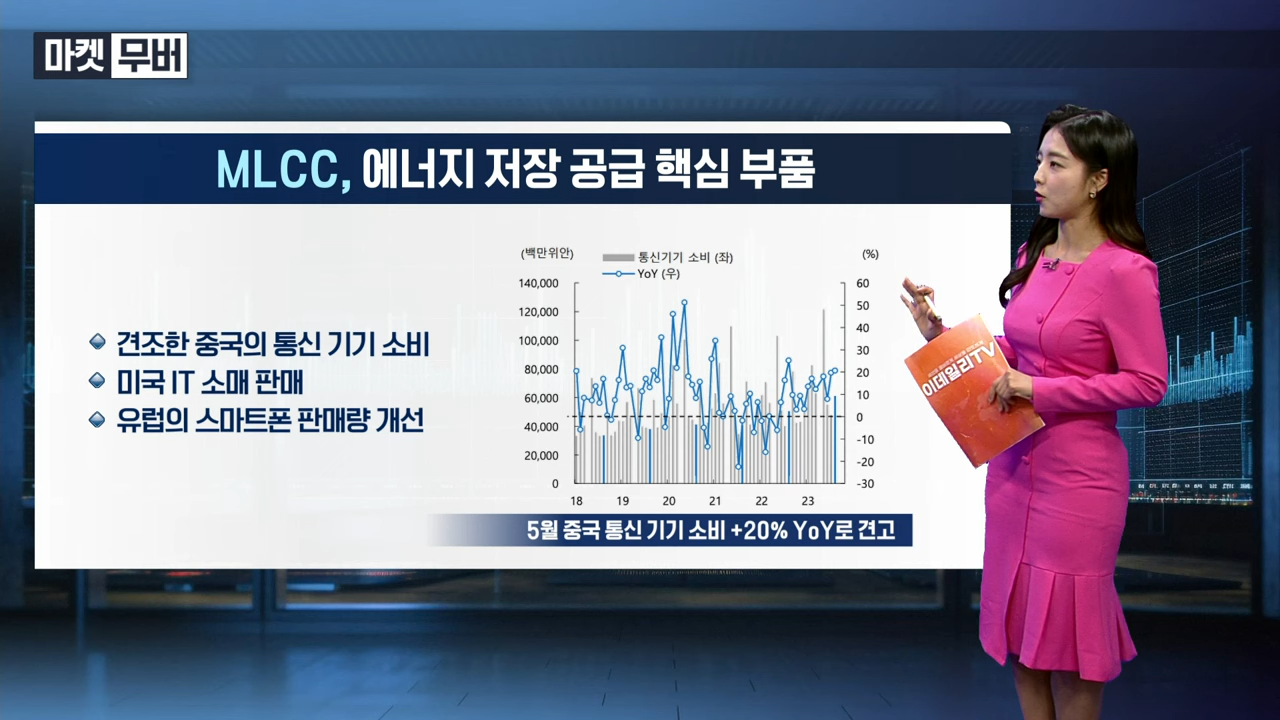 마켓무버
MLCC, 에너지 저장 공급 핵심 부품
견조한 중국의 통신 기기 소비
미국 IT 소매 판매
유럽의 스마트폰 판매량 개선
(백만위안)
통신기기 소비 (좌)
YoY (우)
(%)
140,000
120,000
100,000
80,000
60,000
40,000
20,000
0
60
50
40
30
20
10
0
-10
-20
-30
18 19 20 21 22 23
5월 중국 통신 기기 소비 +20% YoY로 견고
이데일리TV